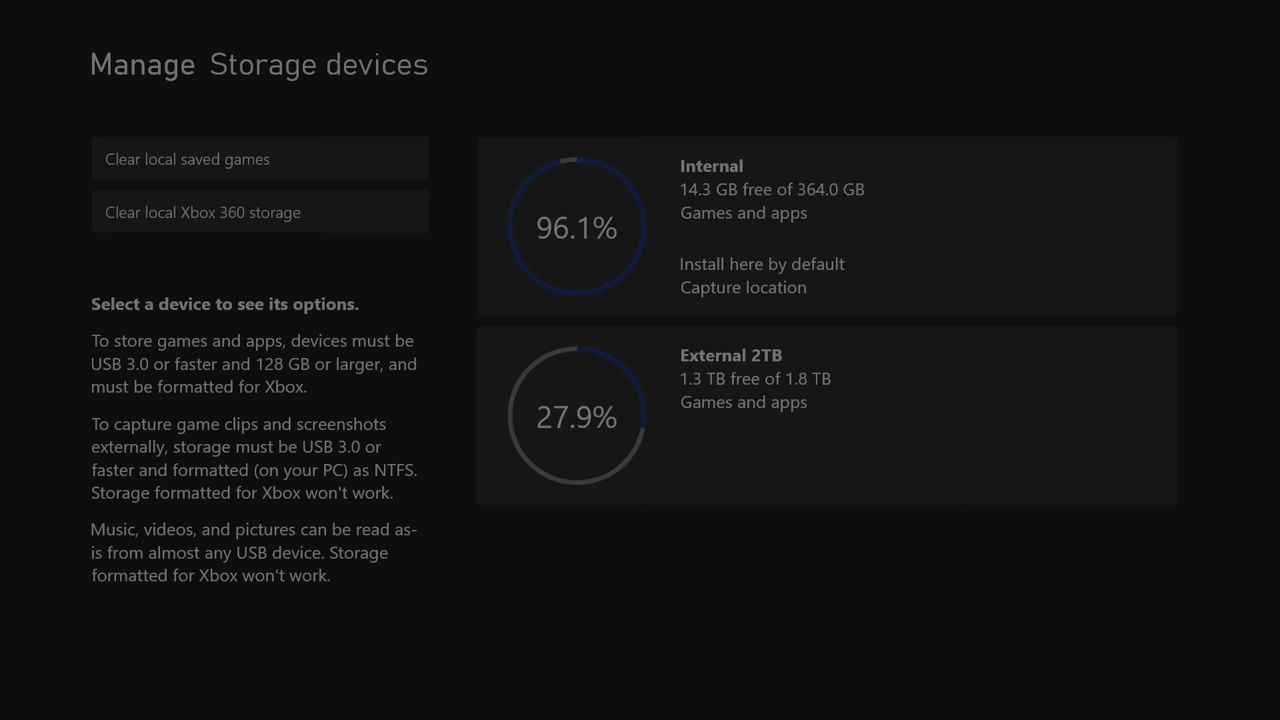 Manage Storage devices
Clear local saved games
Clear local Xbox 360 storage
Select a device to see its options.
To store games and apps, devices must be
USB 3.0 or faster and 128 GB or larger, and
must be formatted for Xbox.
To capture game clips and screenshots
externally, storage must be USB 3.0 or
faster and formatted (on your PC) as NTFS.
Storage formatted for Xbox won't work.
Music, videos, and pictures can be read as-
is from almost any USB device. Storage
formatted for Xbox won't work.
96.1%
Internal
14.3 GB free of 364.0 GB
Games and apps
Install here by default
Capture location
27.9%
External 2TB
1.3 TB free of 1.8 TB
Games and apps